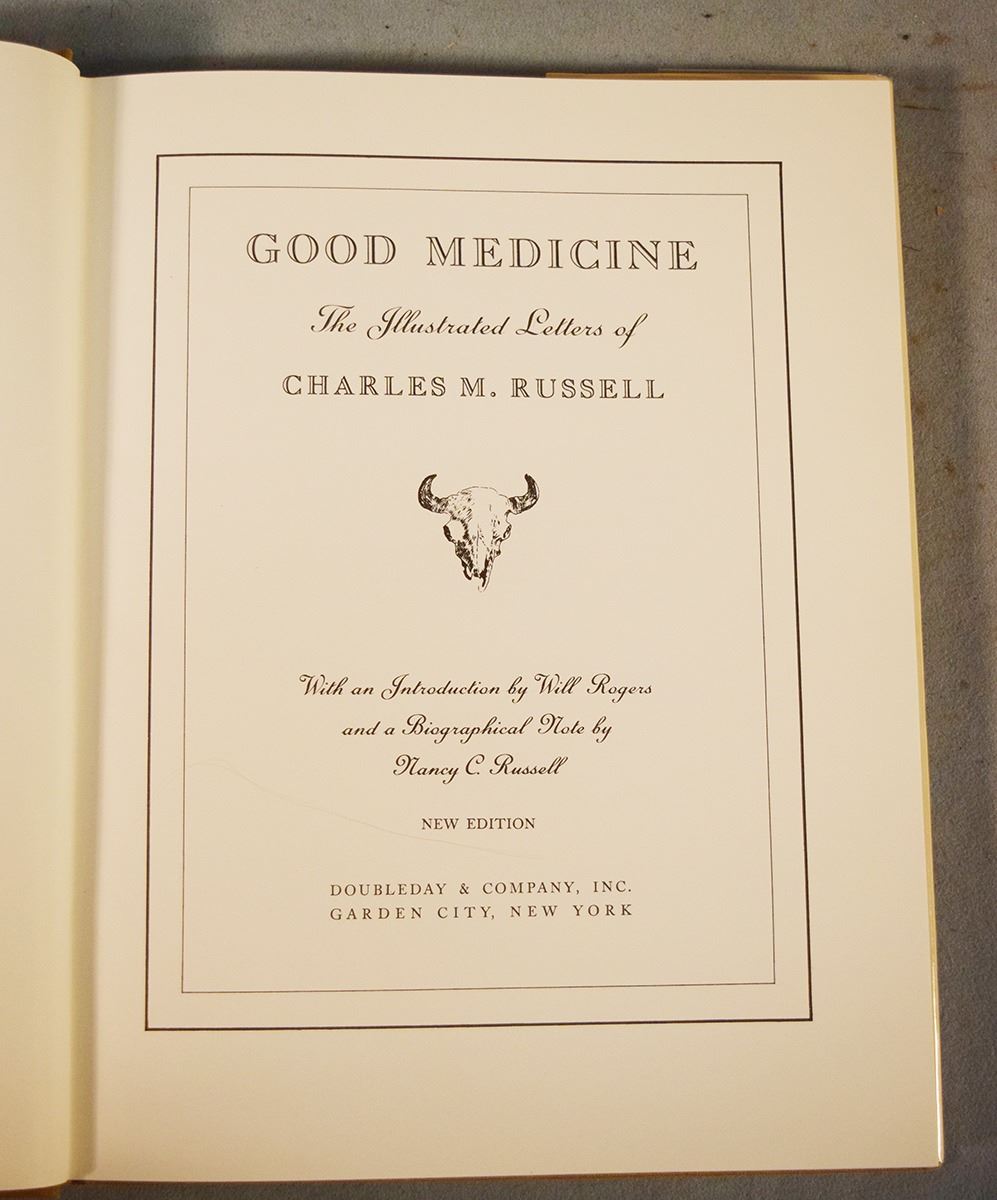 GOOD MEDICINE
The Illustrated Letters of
CHARLES M. RUSSELL
With an Introduction by Will Rogers
and a Biographical Note by
Nancy C. Russell
NEW EDITION
DOUBLEDAY & COMPANY, INC.
GARDEN CITY, NEW YORK